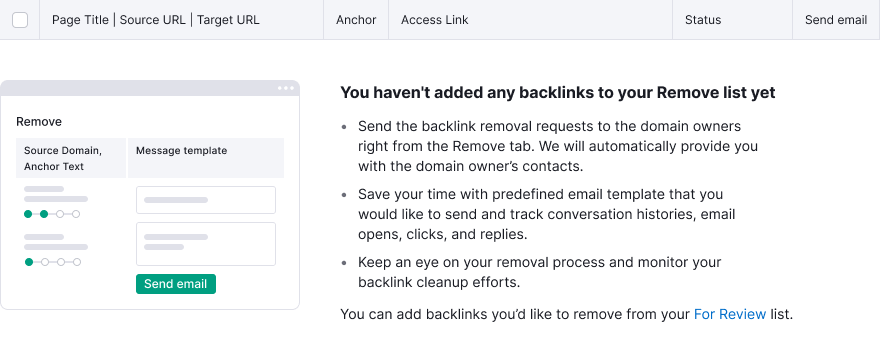 Page Title | Source URL | Target URL Anchor Access Link Status Send email
You haven't added any backlinks to your Remove list yet
Remove
Source Domain,
Anchor Text
Message template
Send email
• Send the backlink removal requests to the domain owners
right from the Remove tab. We will automatically provide you
with the domain owner’s contacts.
• Save your time with predefined email template that you
would like to send and track conversation histories, email
opens, clicks, and replies.
• Keep an eye on your removal process and monitor your
backlink cleanup efforts.
You can add backlinks you’d like to remove from your For Review list.